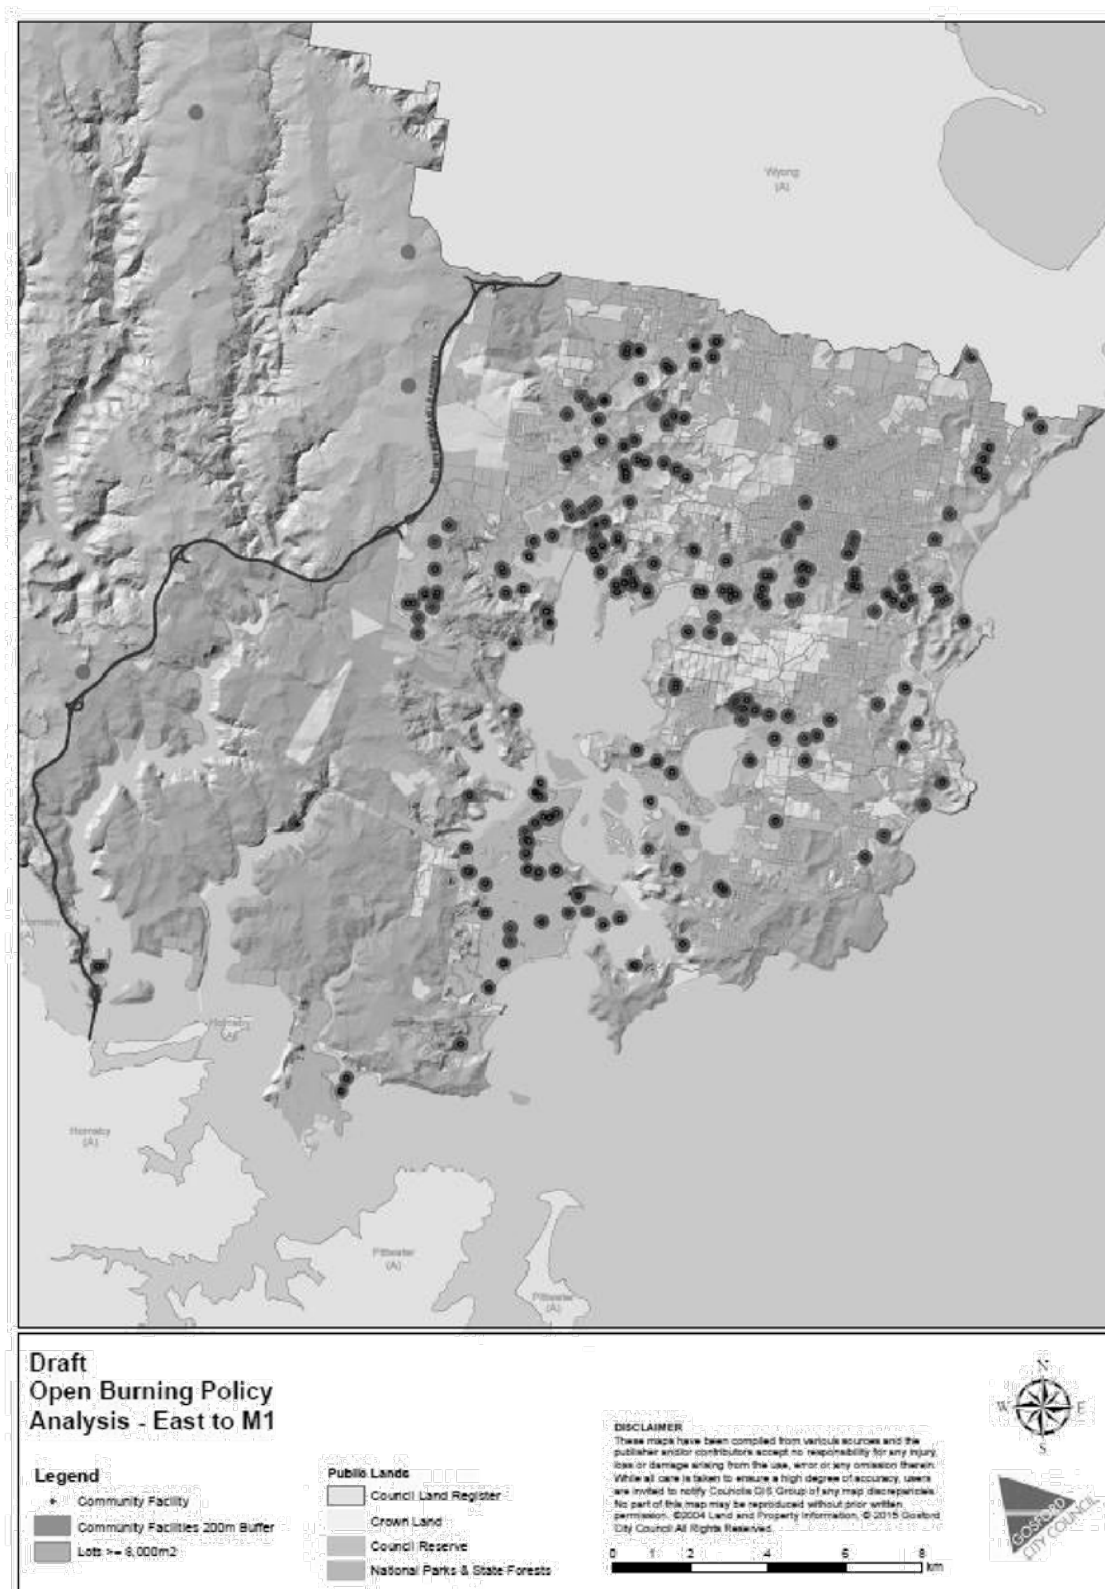 Wyong
(A)
Hornsby
(A)
Hornsby
(A)
Pittwater
(A)
Pittwater
(A)
Draft
Open Burning Policy
Analysis - East to M1
Legend
Community Facility
Community Facilities 200m Buffer
Lots >= 8,000m2
Public Lands
Council Land Register
Crown Land
Council Reserve
National Parks & State Forests
DISCLAIMER
These maps have been compiled from various sources and the
publisher and/or contributors accept no responsibility for any injury,
loss or damage arising from the use, error or any omission therein.
While all care is taken to ensure a high degree of accuracy, users
are invited to notify Councils GIS Group of any map discrepancies.
No part of this map may be reproduced without prior written
permission. ©2004 Land and Property Information, © 2015 Gosford
City Council All Rights Reserved.
0 1 2 4 6 8
km
N
W E
S
GOSFORD
CITY COUNCIL